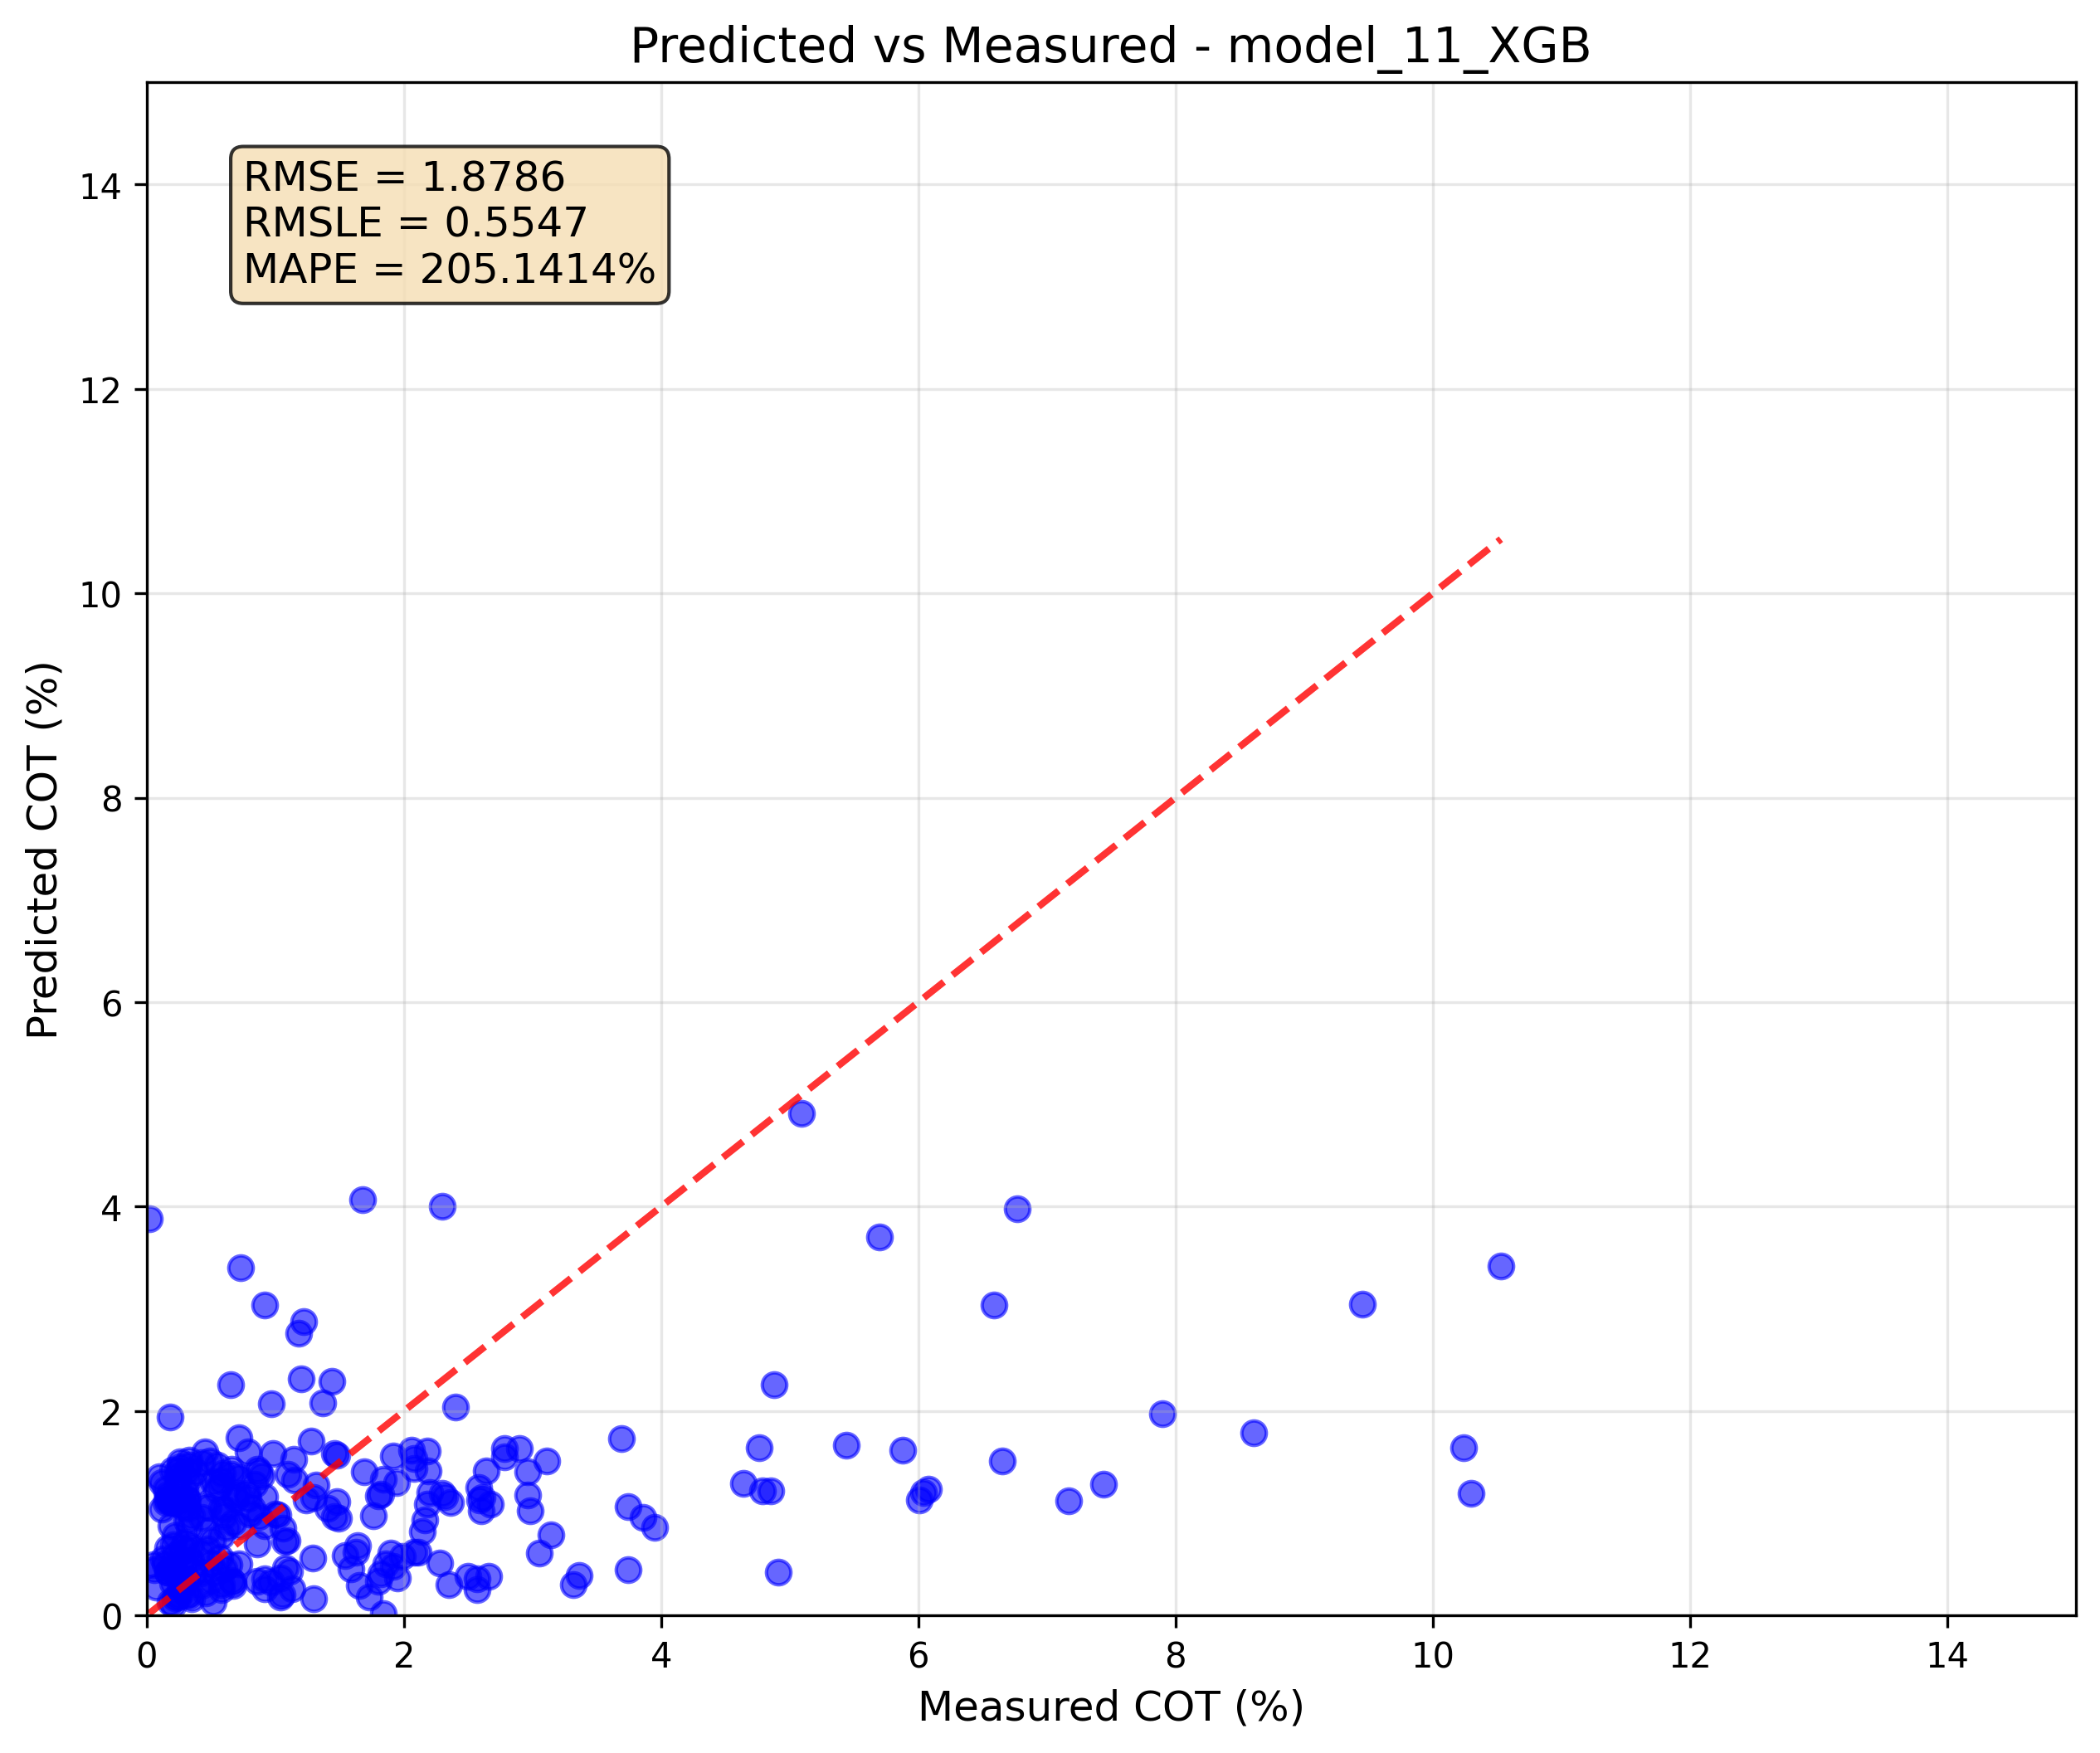 Predicted vs Measured - model_11_XGB
RMSE = 1.8786
RMSLE = 0.5547
MAPE = 205.1414%
Predicted COT (%)
14
12
10
8
6
4
2
0
0 2 4 6 8 10 12 14
Measured COT (%)